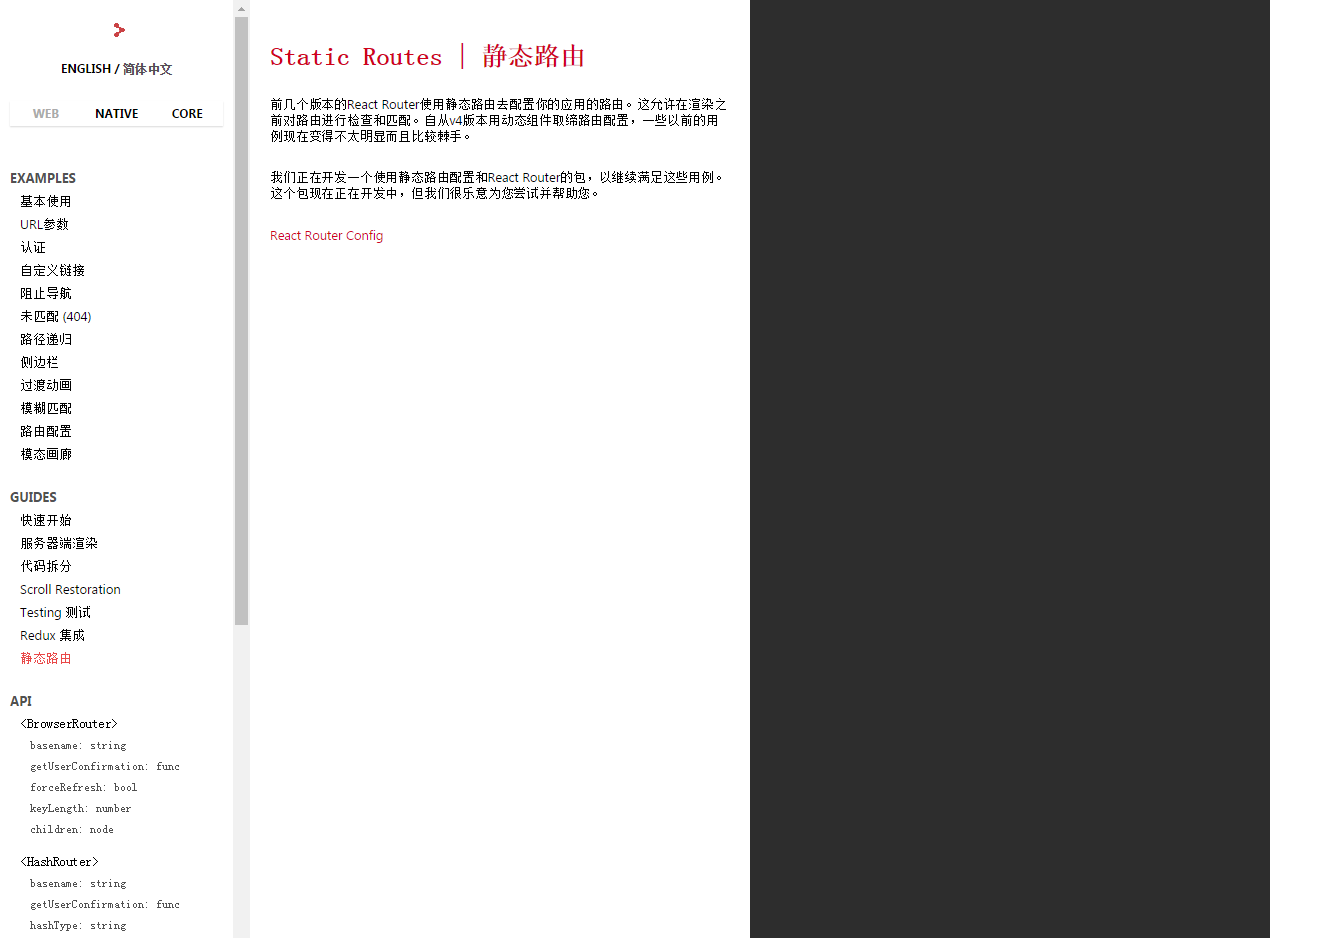 ENGLISH / 简体中文
WEB NATIVE CORE
EXAMPLES
基本使用
URL参数
认证
自定义链接
阻止导航
未匹配 (404)
路径递归
侧边栏
过渡动画
模糊匹配
路由配置
模态画廊
GUIDES
快速开始
服务器端渲染
代码拆分
Scroll Restoration
Testing 测试
Redux 集成
静态路由
API
<BrowserRouter>
basename: string
getUserConfirmation: func
forceRefresh: bool
keyLength: number
children: node
<HashRouter>
basename: string
getUserConfirmation: func
hashType: string
Static Routes | 静态路由
前几个版本的React Router使用静态路由去配置你的应用的路由。这允许在渲染之
前对路由进行检查和匹配。自从v4版本用动态组件取缔路由配置，一些以前的用
例现在变得不太明显而且比较棘手。
我们正在开发一个使用静态路由配置和React Router的包，以继续满足这些用例。
这个包现在正在开发中，但我们很乐意为您尝试并帮助您。
React Router Config